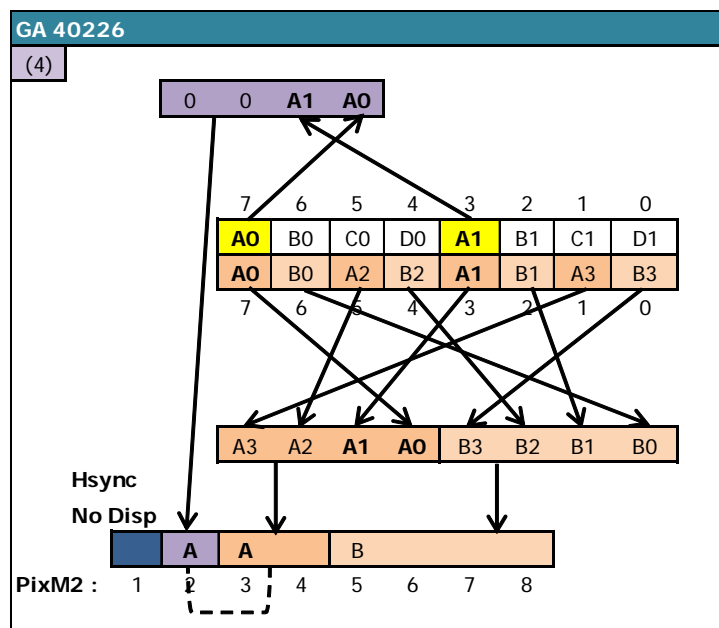 GA 40226
(4)
0 0 A1 A0
7 6 5 4 3 2 1 0
A0 B0 C0 D0 A1 B1 C1 D1
A0 B0 A2 B2 A1 B1 A3 B3
7 6 5 4 3 2 1 0
A3 A2 A1 A0 B3 B2 B1 B0
Hsync
No Disp
A A B
PixM2 : 1 2 3 4 5 6 7 8